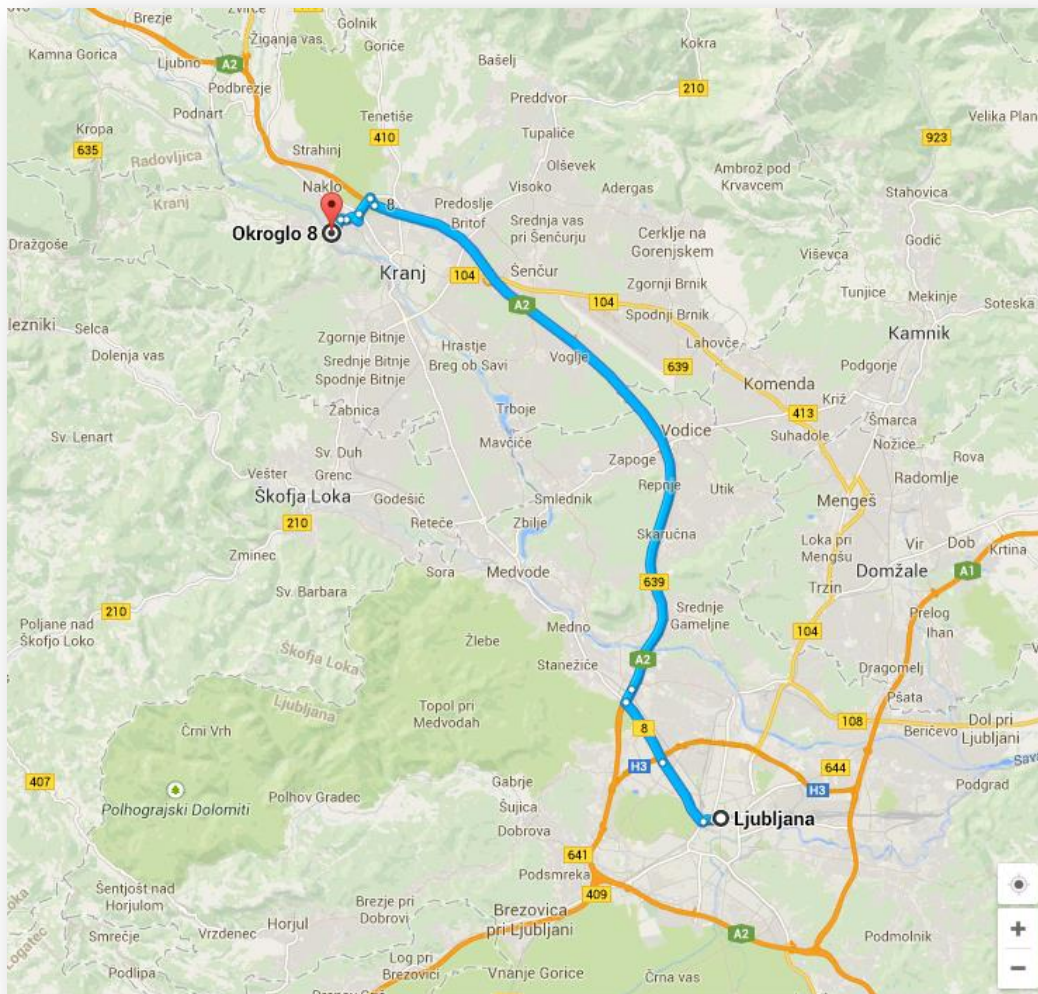 Brezje
Zvirče
Golnik
Žiganja vas
Goriče
Kokra
Kamna Gorica
Ljubno
A2
Bašelj
210
Podbrezje
Preddvor
Podnart
Tenetiše
Velika Plan
Kropa
410
Tupaliče
923
635
Radovljica
Strahinj
Olševek
Ambrož pod
Krvavcem
Kranj
Naklo
Visoko
Adergas
Stahovica
8
Predoslje
Britof
Srednja vas
pri Šenčurju
Cerklje na
Gorenjskem
Okroglo 8
Dražgoše
Godič
Viševca
Kranj
104
Šenčur
Zgornji Brnik
Tunjice
Mekinje
Soteska
A2
104
Spodnji Brnik
lezniki
Selca
Zgornje Bitnje
Lahovče
Kamnik
Dolenja vas
Hrastje
Srednje Bitnje
Breg ob Savi
Voglje
639
Podgorje
Spodnje Bitnje
Komenda
Križ
Žabnica
Trboje
413
Šmarca
Sv. Lenart
Vodice
Suhadole
Nožice
Mavčiče
Sv. Duh
Zapoge
Rova
Vešter
Grenc
Radomlje
Repnje
Utik
Škofja Loka
Godešič
Smlednik
Mengeš
210
Reteče
Zbilje
Skaručna
Loka pri
Mengšu
Vir
Dob
Krtina
Zminec
Sora
Medvode
Domžale
A1
639
Trzin
Sv. Barbara
210
Srednje
Gameljne
Prelog
Poljane nad
Škofjo Loko
Medno
104
Ihan
Žlebe
Škofja Loka
Stanežiče
A2
Dragomelj
Ljubljana
Pšata
Topol pri
Medvodah
108
Dol pri
Ljubljani
Črni Vrh
8
Beričevo
407
H3
644
Sava
Gabrje
Podgrad
Polhograjski Dolomiti
Polhov Gradec
H3
Šujica
Dobrova
Ljubljana
641
Podsmreka
Šentjošt nad
Horjulom
409
Brezje pri
Dobrovi
Brezovica
pri Ljubljani
Horjul
Vrzdenec
A2
Podmolnik
Smrečje
Logatec
Log pri
Brezovici
Podlipa
Vnanje Gorice
Črna vas
+
−